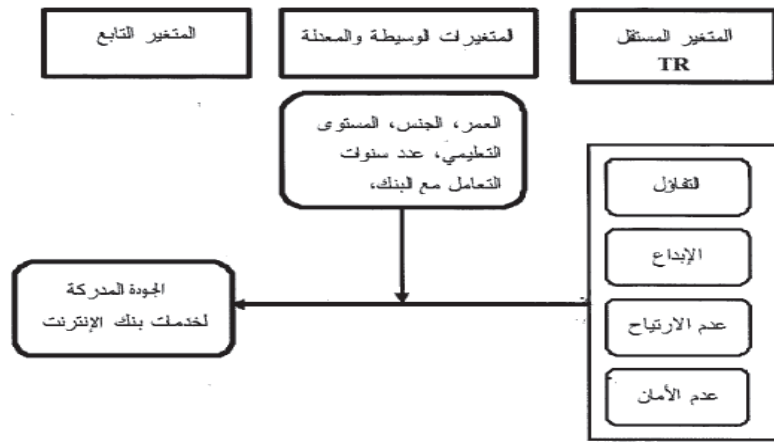 المتغير المستقل
TR
المتغيرات الوسيطة والمعدلة
المتغير التابع
العمر، الجنس، المستوى
التعليمي، عدد سنوات
التعامل مع البنك،
التفاؤل
الإبداع
عدم الارتياح
عدم الأمان
الجودة المدركة
لخدمات بنك الإنترنت